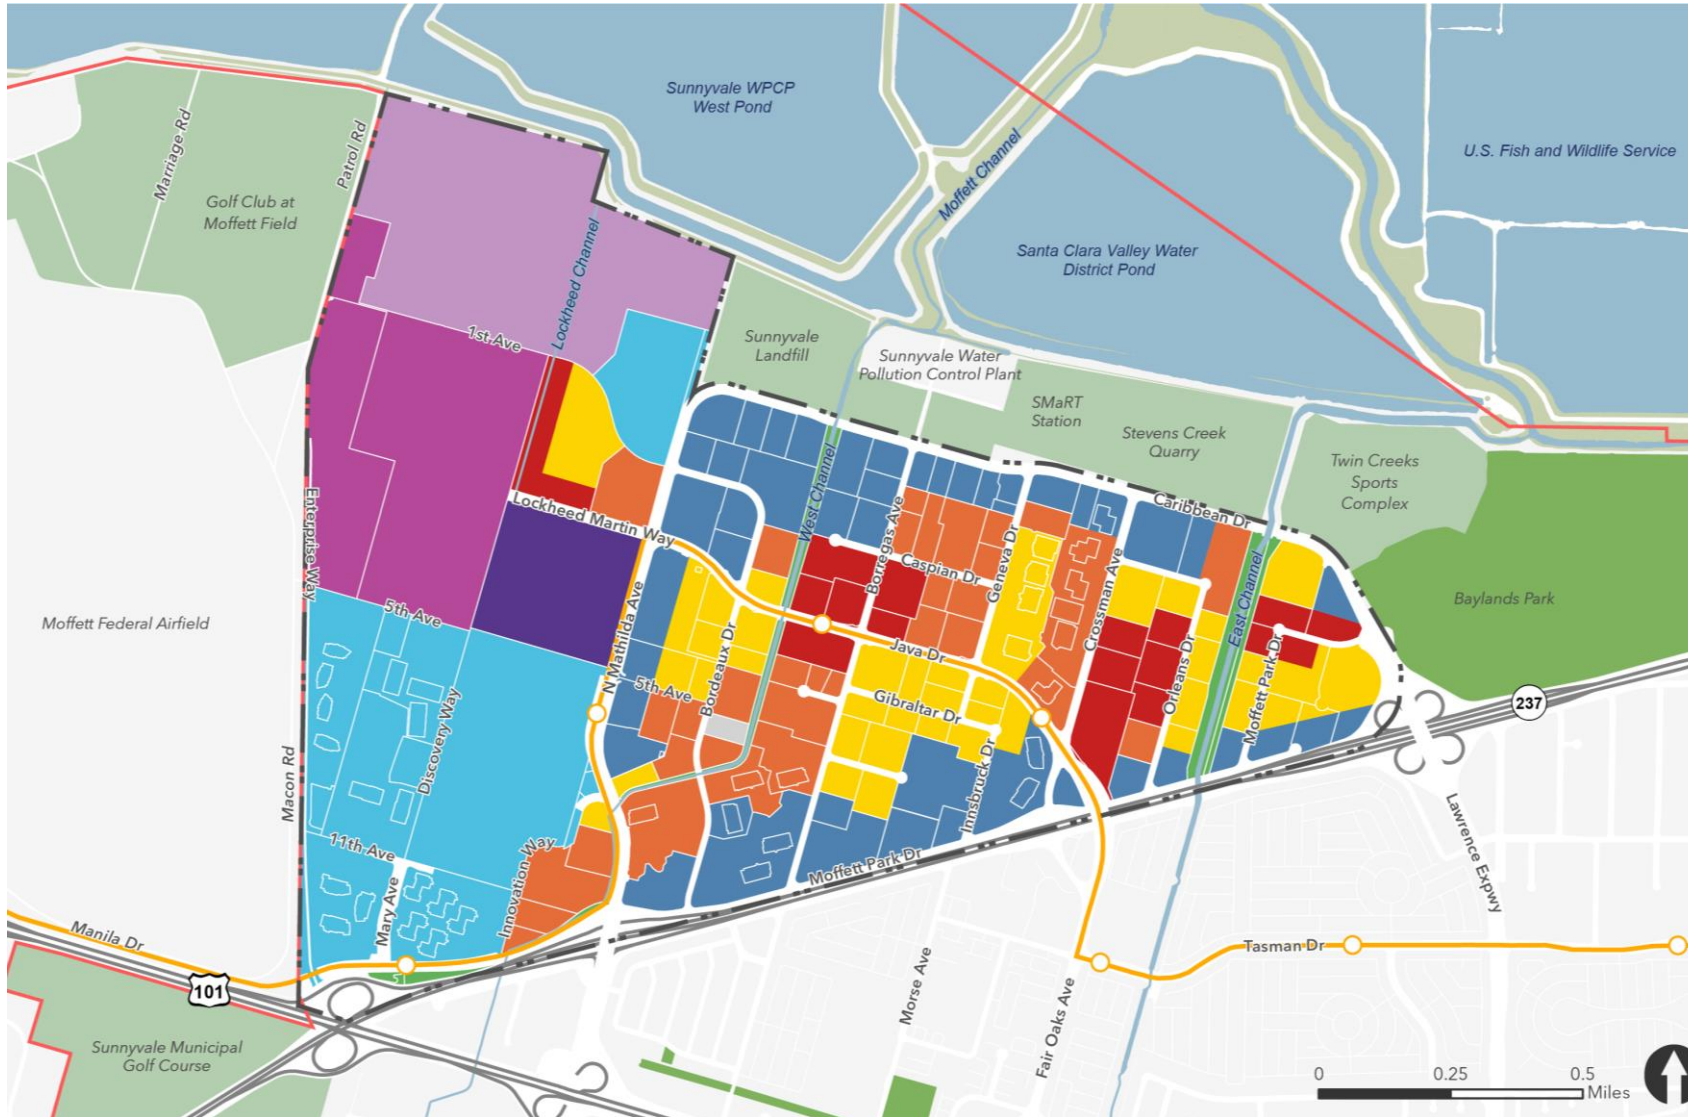 Sunnyvale WPCP
West Pond
U.S. Fish and Wildlife Service
Marriage Rd
Patrol Rd
Moffett Channel
Golf Club at
Moffett Field
Santa Clara Valley Water
District Pond
Lockheed Channel
1st Ave
Sunnyvale
Landfill
Sunnyvale Water
Pollution Control Plant
SMaRT
Station
Stevens Creek
Quarry
Twin Creeks
Sports
Complex
Lockheed Martin Way
West Channel
Borregas Ave
Caribbean Dr
Geneva Dr
Enterprise Way
Caspian Dr
Crossman Ave
East Channel
Baylands Park
Moffett Federal Airfield
5th Ave
N Mathilda Ave
Bordeaux Dr
Java Dr
Orleans Dr
Moffett Park Dr
5th Ave
Gibraltar Dr
237
Discovery Way
Macon Rd
Innsbruck Dr
11th Ave
Innovation Way
Moffett Park Dr
Lawrence Expwy
Mary Ave
Manila Dr
Tasman Dr
101
Morse Ave
Fair Oaks Ave
Sunnyvale Municipal
Golf Course
0 0.25 0.5
Miles